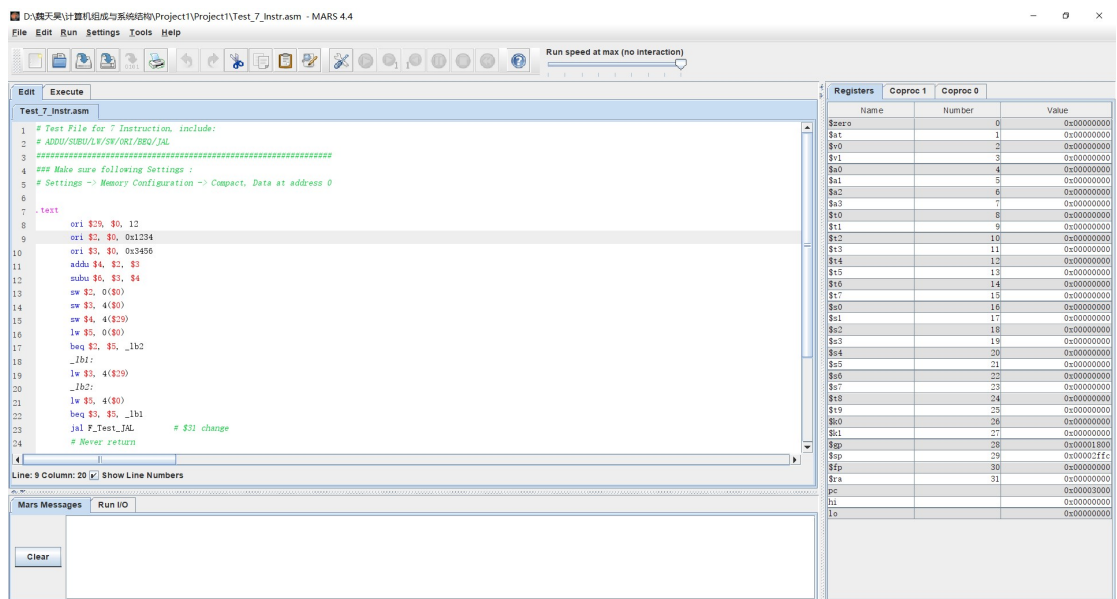 D:\魏天昊\计算机组成与系统结构\Project1\Project1\Test_7_Instr.asm - MARS 4.4
File Edit Run Settings Tools Help
Run speed at max (no interaction)
Edit Execute
Test_7_Instr.asm
1 # Test File for 7 Instruction, include:
2 # ADDU/SUBU/LW/SW/ORI/BEQ/JAL
3 ################################################################
4 ### Make sure following Settings :
5 # Settings -> Memory Configuration -> Compact, Data at address 0
6
7 .text
8 ori $29, $0, 12
9 ori $2, $0, 0x1234
10 ori $3, $0, 0x3456
11 addu $4, $2, $3
12 subu $6, $3, $4
13 sw $2, 0($0)
14 sw $3, 4($0)
15 sw $4, 4($29)
16 lw $5, 0($0)
17 beq $2, $5, _lb2
18 _lb1:
19 lw $3, 4($29)
20 _lb2:
21 lw $5, 4($0)
22 beq $3, $5, _lb1
23 jal F_Test_JAL # $31 change
24 # Never return
Line: 9 Column: 20 Show Line Numbers
Mars Messages Run I/O
Clear
Registers Coproc 1 Coproc 0
Name Number Value
$zero 0 0x00000000
$at 1 0x00000000
$v0 2 0x00000000
$v1 3 0x00000000
$a0 4 0x00000000
$a1 5 0x00000000
$a2 6 0x00000000
$a3 7 0x00000000
$t0 8 0x00000000
$t1 9 0x00000000
$t2 10 0x00000000
$t3 11 0x00000000
$t4 12 0x00000000
$t5 13 0x00000000
$t6 14 0x00000000
$t7 15 0x00000000
$s0 16 0x00000000
$s1 17 0x00000000
$s2 18 0x00000000
$s3 19 0x00000000
$s4 20 0x00000000
$s5 21 0x00000000
$s6 22 0x00000000
$s7 23 0x00000000
$t8 24 0x00000000
$t9 25 0x00000000
$k0 26 0x00000000
$k1 27 0x00000000
$gp 28 0x00001800
$sp 29 0x00002ffc
$fp 30 0x00000000
$ra 31 0x00000000
pc 0x00003000
hi 0x00000000
lo 0x00000000